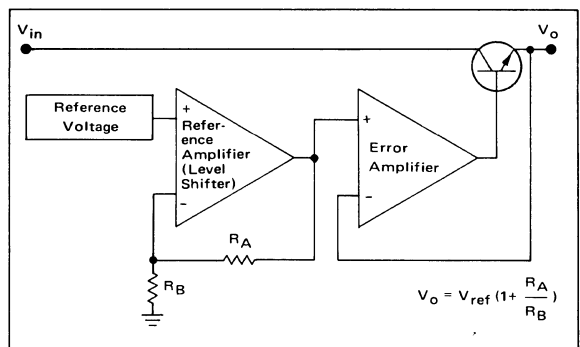 Vin
Vo
Reference
Voltage
+
Refer-
ence
Amplifier
(Level
Shifter)
−
RA
RB
+
Error
Amplifier
−
Vo = Vref (1+ RA/RB)